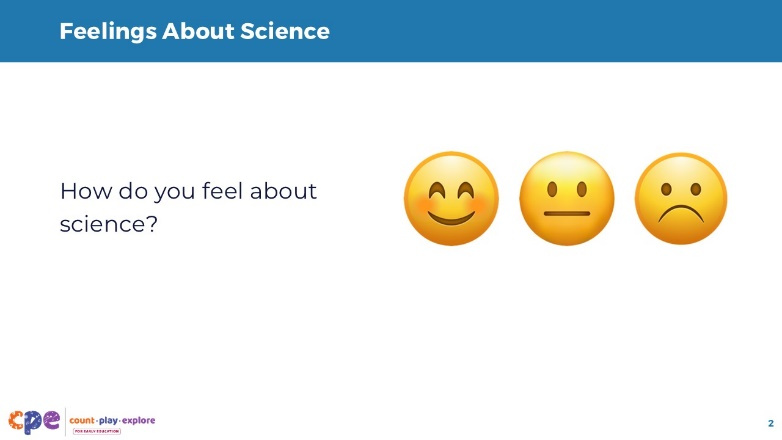 Feelings About Science
How do you feel about
science?
cpe
count·play·explore
FOR EARLY EDUCATION
2